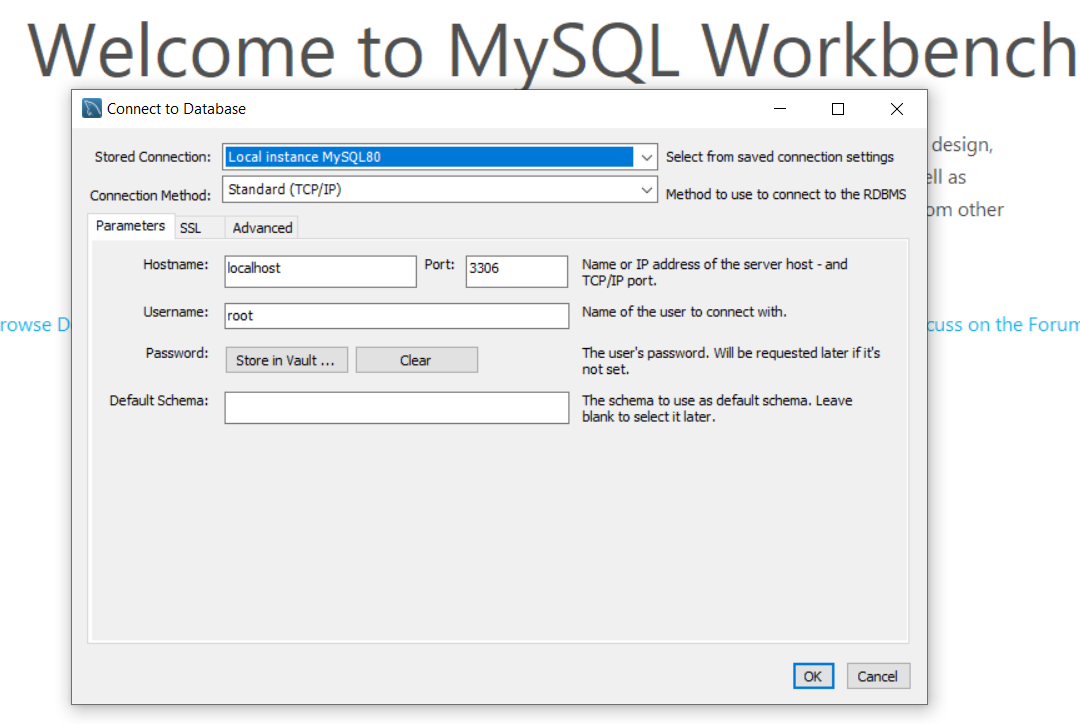 Welcome to MySQL Workbench
Connect to Database
design,
ell as
om other
rowse D
cuss on the Forum
Stored Connection: Local instance MySQL80 Select from saved connection settings
Connection Method: Standard (TCP/IP) Method to use to connect to the RDBMS
Parameters SSL Advanced
Hostname: localhost Port: 3306 Name or IP address of the server host - and
TCP/IP port.
Username: root Name of the user to connect with.
Password: Store in Vault ... Clear The user's password. Will be requested later if it's
not set.
Default Schema: The schema to use as default schema. Leave
blank to select it later.
OK Cancel